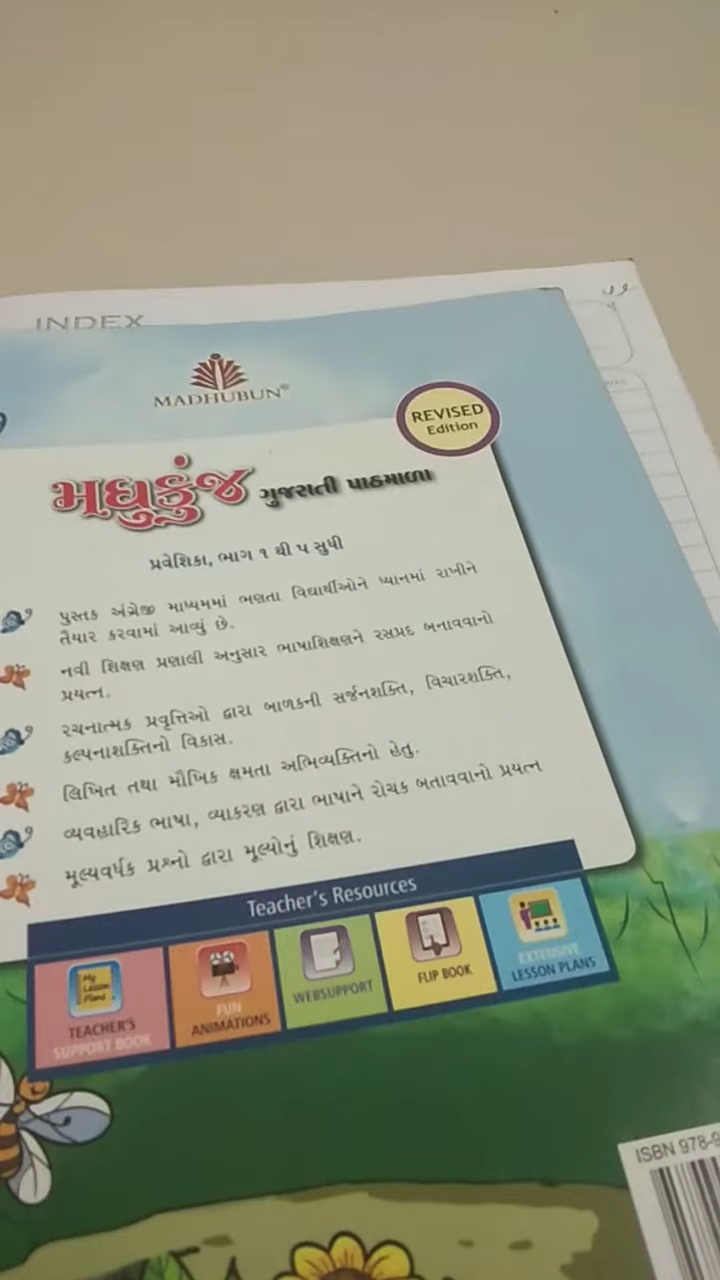 INDEX
MADHUBUN®
REVISED
Edition
મધુકુંજ ગુજરાતી પાઠમાળા
પ્રવેશિકા, ભાગ ૧ થી ૫ સુધી
પુસ્તક અંગ્રેજી માધ્યમમાં ભણતા વિદ્યાર્થીઓને ધ્યાનમાં રાખીને
તૈયાર કરવામાં આવ્યું છે.
નવી શિક્ષણ પ્રણાલી અનુસાર ભાષાશિક્ષણને રસપ્રદ બનાવવાનો
પ્રયત્ન.
રચનાત્મક પ્રવૃત્તિઓ દ્વારા બાળકની સર્જનશક્તિ, વિચારશક્તિ,
કલ્પનાશક્તિનો વિકાસ.
લિખિત તથા મૌખિક ક્ષમતા અભિવ્યક્તિનો હેતુ.
વ્યવહારિક ભાષા, વ્યાકરણ દ્વારા ભાષાને રોચક બતાવવાનો પ્રયત્ન
મૂલ્યવર્ધક પ્રશ્નો દ્વારા મૂલ્યોનું શિક્ષણ.
Teacher's Resources
My
Lesson
Plans
TEACHER'S
SUPPORT BOOK
FUN
ANIMATIONS
WEBSUPPORT
FLIP BOOK
EXTENSIVE
LESSON PLANS
ISBN 978-9